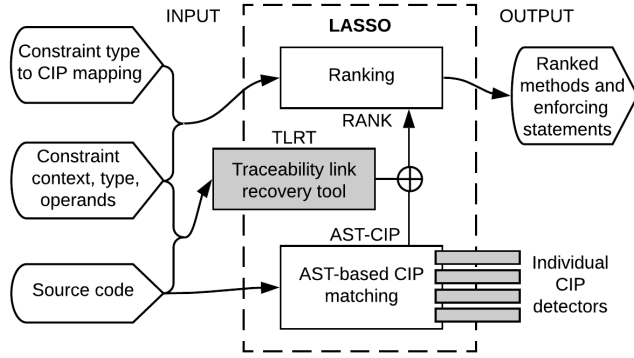 INPUT
OUTPUT
LASSO
Constraint type
to CIP mapping
Ranking
Ranked
methods and
enforcing
statements
RANK
TLRT
Constraint
context, type,
operands
Traceability link
recovery tool
AST-CIP
Source code
AST-based CIP
matching
Individual
CIP
detectors